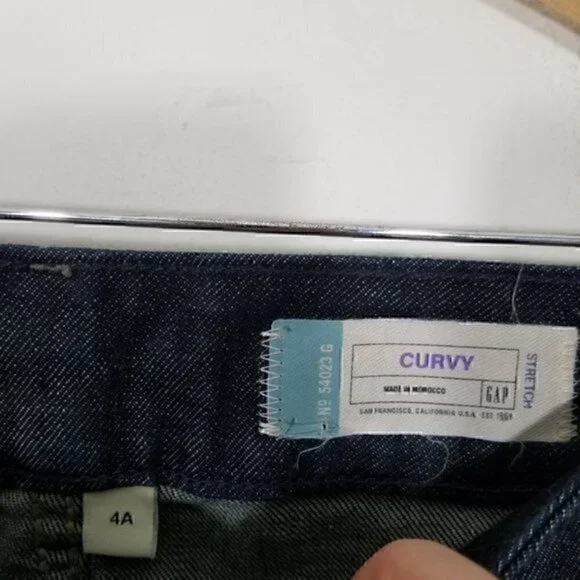 Nº 54023 G
CURVY
STRETCH
MADE IN MOROCCO
GAP
SAN FRANCISCO, CALIFORNIA U.S.A. EST. 1969
4A